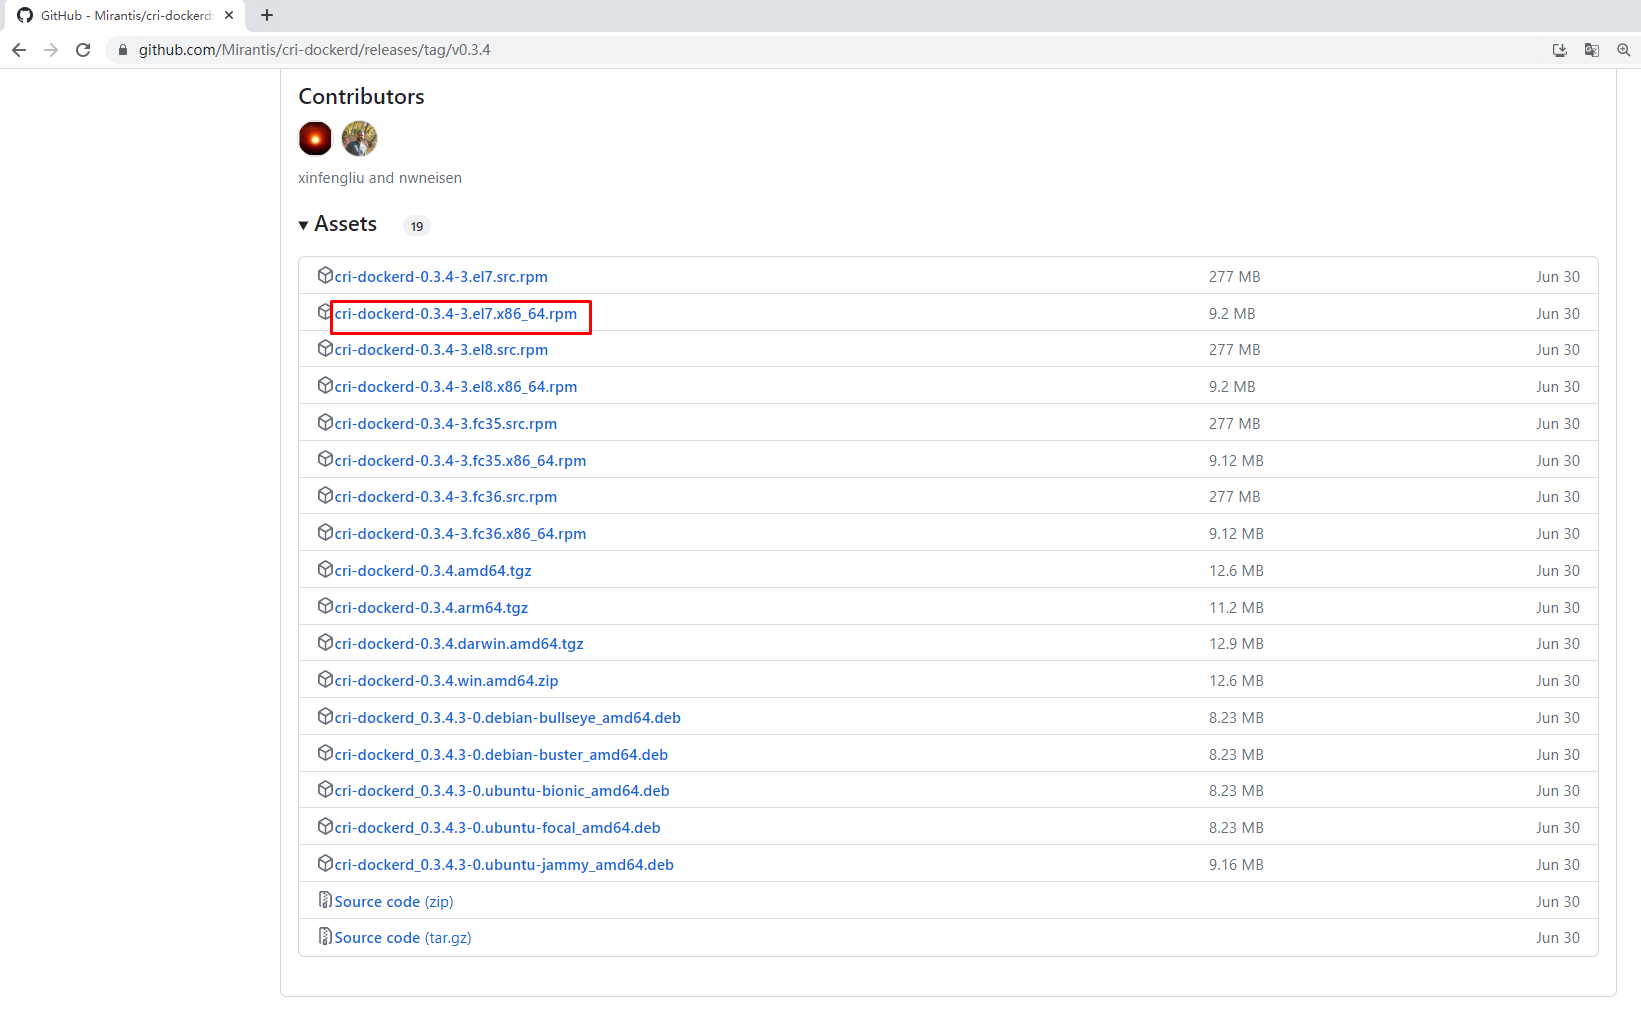 GitHub - Mirantis/cri-dockerd
github.com/Mirantis/cri-dockerd/releases/tag/v0.3.4
Contributors
xinfengliu and nwneisen
Assets 19
cri-dockerd-0.3.4-3.el7.src.rpm 277 MB Jun 30
cri-dockerd-0.3.4-3.el7.x86_64.rpm 9.2 MB Jun 30
cri-dockerd-0.3.4-3.el8.src.rpm 277 MB Jun 30
cri-dockerd-0.3.4-3.el8.x86_64.rpm 9.2 MB Jun 30
cri-dockerd-0.3.4-3.fc35.src.rpm 277 MB Jun 30
cri-dockerd-0.3.4-3.fc35.x86_64.rpm 9.12 MB Jun 30
cri-dockerd-0.3.4-3.fc36.src.rpm 277 MB Jun 30
cri-dockerd-0.3.4-3.fc36.x86_64.rpm 9.12 MB Jun 30
cri-dockerd-0.3.4.amd64.tgz 12.6 MB Jun 30
cri-dockerd-0.3.4.arm64.tgz 11.2 MB Jun 30
cri-dockerd-0.3.4.darwin.amd64.tgz 12.9 MB Jun 30
cri-dockerd-0.3.4.win.amd64.zip 12.6 MB Jun 30
cri-dockerd_0.3.4.3-0.debian-bullseye_amd64.deb 8.23 MB Jun 30
cri-dockerd_0.3.4.3-0.debian-buster_amd64.deb 8.23 MB Jun 30
cri-dockerd_0.3.4.3-0.ubuntu-bionic_amd64.deb 8.23 MB Jun 30
cri-dockerd_0.3.4.3-0.ubuntu-focal_amd64.deb 8.23 MB Jun 30
cri-dockerd_0.3.4.3-0.ubuntu-jammy_amd64.deb 9.16 MB Jun 30
Source code (zip) Jun 30
Source code (tar.gz) Jun 30